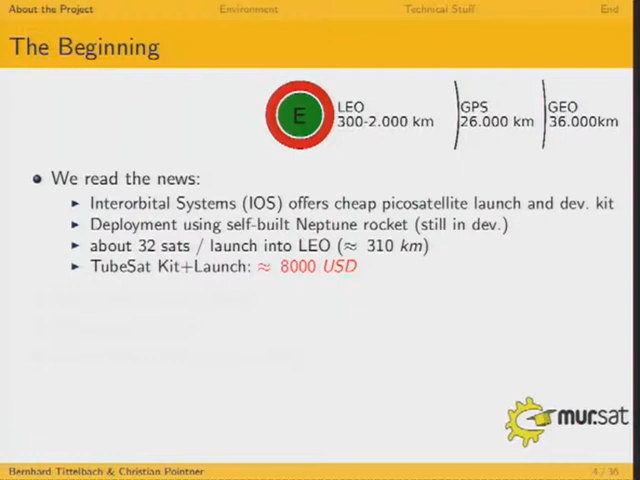 About the Project Environment Technical Stuff End
The Beginning
E
LEO
300-2.000 km
GPS
26.000 km
GEO
36.000km
We read the news:
Interorbital Systems (IOS) offers cheap picosatellite launch and dev. kit
Deployment using self-built Neptune rocket (still in dev.)
about 32 sats / launch into LEO (≈ 310 km)
TubeSat Kit+Launch: ≈ 8000 USD
mur.sat
Bernhard Tittelbach & Christian Pointner 4 / 36